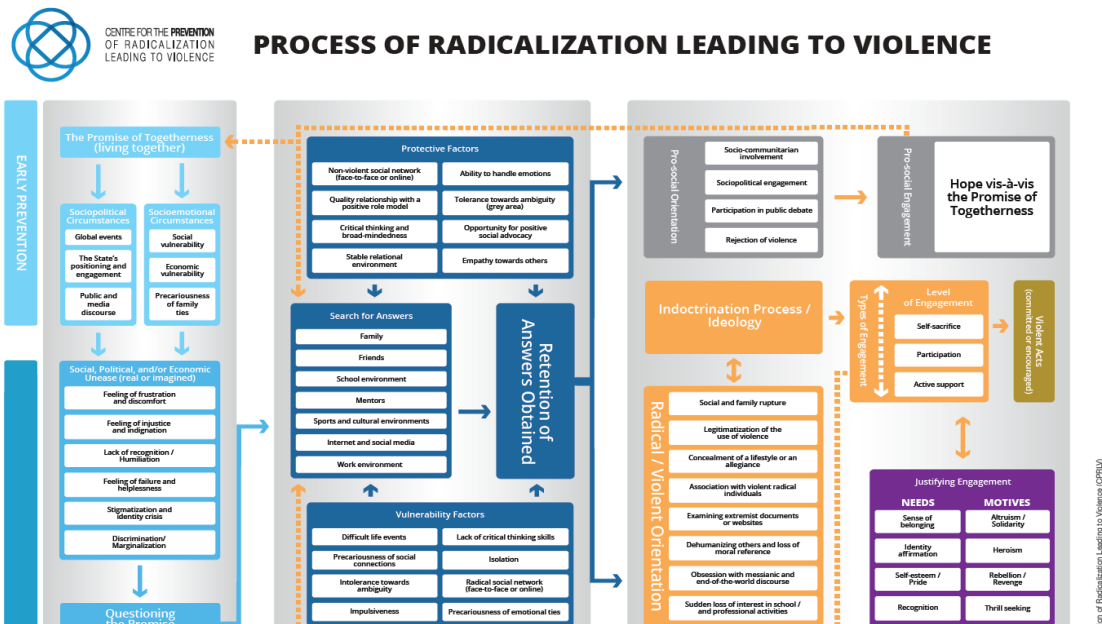 CENTRE FOR THE PREVENTION
OF RADICALIZATION
LEADING TO VIOLENCE
PROCESS OF RADICALIZATION LEADING TO VIOLENCE
EARLY PREVENTION
The Promise of Togetherness
(living together)
Sociopolitical
Circumstances
Global events
The State's
positioning and
engagement
Public and
media
discourse
Socioemotional
Circumstances
Social
vulnerability
Economic
vulnerability
Precariousness
of family
ties
Social, Political, and/or Economic
Unease (real or imagined)
Feeling of frustration
and discomfort
Feeling of injustice
and indignation
Lack of recognition /
Humiliation
Feeling of failure and
helplessness
Stigmatization and
identity crisis
Discrimination/
Marginalization
Questioning
the Promise
Protective Factors
Non-violent social network
(face-to-face or online)
Quality relationship with a
positive role model
Critical thinking and
broad-mindedness
Stable relational
environment
Ability to handle emotions
Tolerance towards ambiguity
(grey area)
Opportunity for positive
social advocacy
Empathy towards others
Search for Answers
Family
Friends
School environment
Mentors
Sports and cultural environments
Internet and social media
Work environment
Retention of
Answers Obtained
Vulnerability Factors
Difficult life events
Precariousness of social
connections
Intolerance towards
ambiguity
Impulsiveness
Lack of critical thinking skills
Isolation
Radical social network
(face-to-face or online)
Precariousness of emotional ties
Pro-social Orientation
Socio-communitarian
involvement
Sociopolitical engagement
Participation in public debate
Rejection of violence
Pro-social Engagement
Hope vis-à-vis
the Promise of
Togetherness
Indoctrination Process /
Ideology
Types of Engagement
Level
of Engagement
Self-sacrifice
Participation
Active support
Violent Acts
(committed or encouraged)
Radical / Violent Orientation
Social and family rupture
Legitimatization of the
use of violence
Concealment of a lifestyle or an
allegiance
Association with violent radical
individuals
Examining extremist documents
or websites
Dehumanizing others and loss of
moral reference
Obsession with messianic and
end-of-the-world discourse
Sudden loss of interest in school /
and professional activities
Justifying Engagement
NEEDS
Sense of
belonging
Identity
affirmation
Self-esteem /
Pride
Recognition
MOTIVES
Altruism /
Solidarity
Heroism
Rebellion /
Revenge
Thrill seeking
on of Radicalization Leading to Violence (CPRLV)